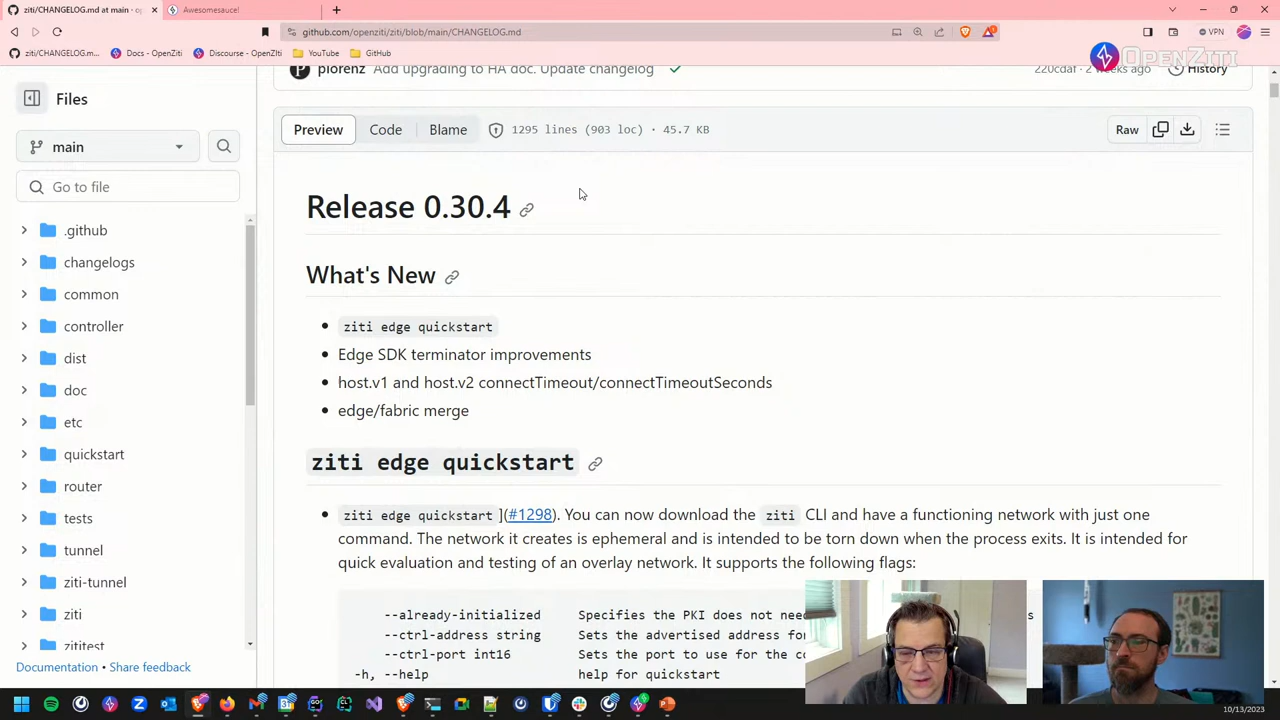 ziti/CHANGELOG.md at main · o
Awesomesauce!
github.com/openziti/ziti/blob/main/CHANGELOG.md
VPN
ziti/CHANGELOG.m...
Docs - OpenZiti
Discourse - OpenZiti
YouTube
GitHub
OPENZITI
Files
main
Go to file
.github
changelogs
common
controller
dist
doc
etc
quickstart
router
tests
tunnel
ziti-tunnel
ziti
zititest
Documentation • Share feedback
plorenz Add upgrading to HA doc. Update changelog
220cdaf · 2 weeks ago
History
Preview
Code
Blame
1295 lines (903 loc) · 45.7 KB
Raw
Release 0.30.4
What's New
ziti edge quickstart
Edge SDK terminator improvements
host.v1 and host.v2 connectTimeout/connectTimeoutSeconds
edge/fabric merge
ziti edge quickstart
ziti edge quickstart ](#1298). You can now download the ziti CLI and have a functioning network with just one
command. The network it creates is ephemeral and is intended to be torn down when the process exits. It is intended for
quick evaluation and testing of an overlay network. It supports the following flags:
--already-initialized Specifies the PKI does not nee
--ctrl-address string Sets the advertised address fo
--ctrl-port int16 Sets the port to use for the c
-h, --help help for quickstart
10/13/2023